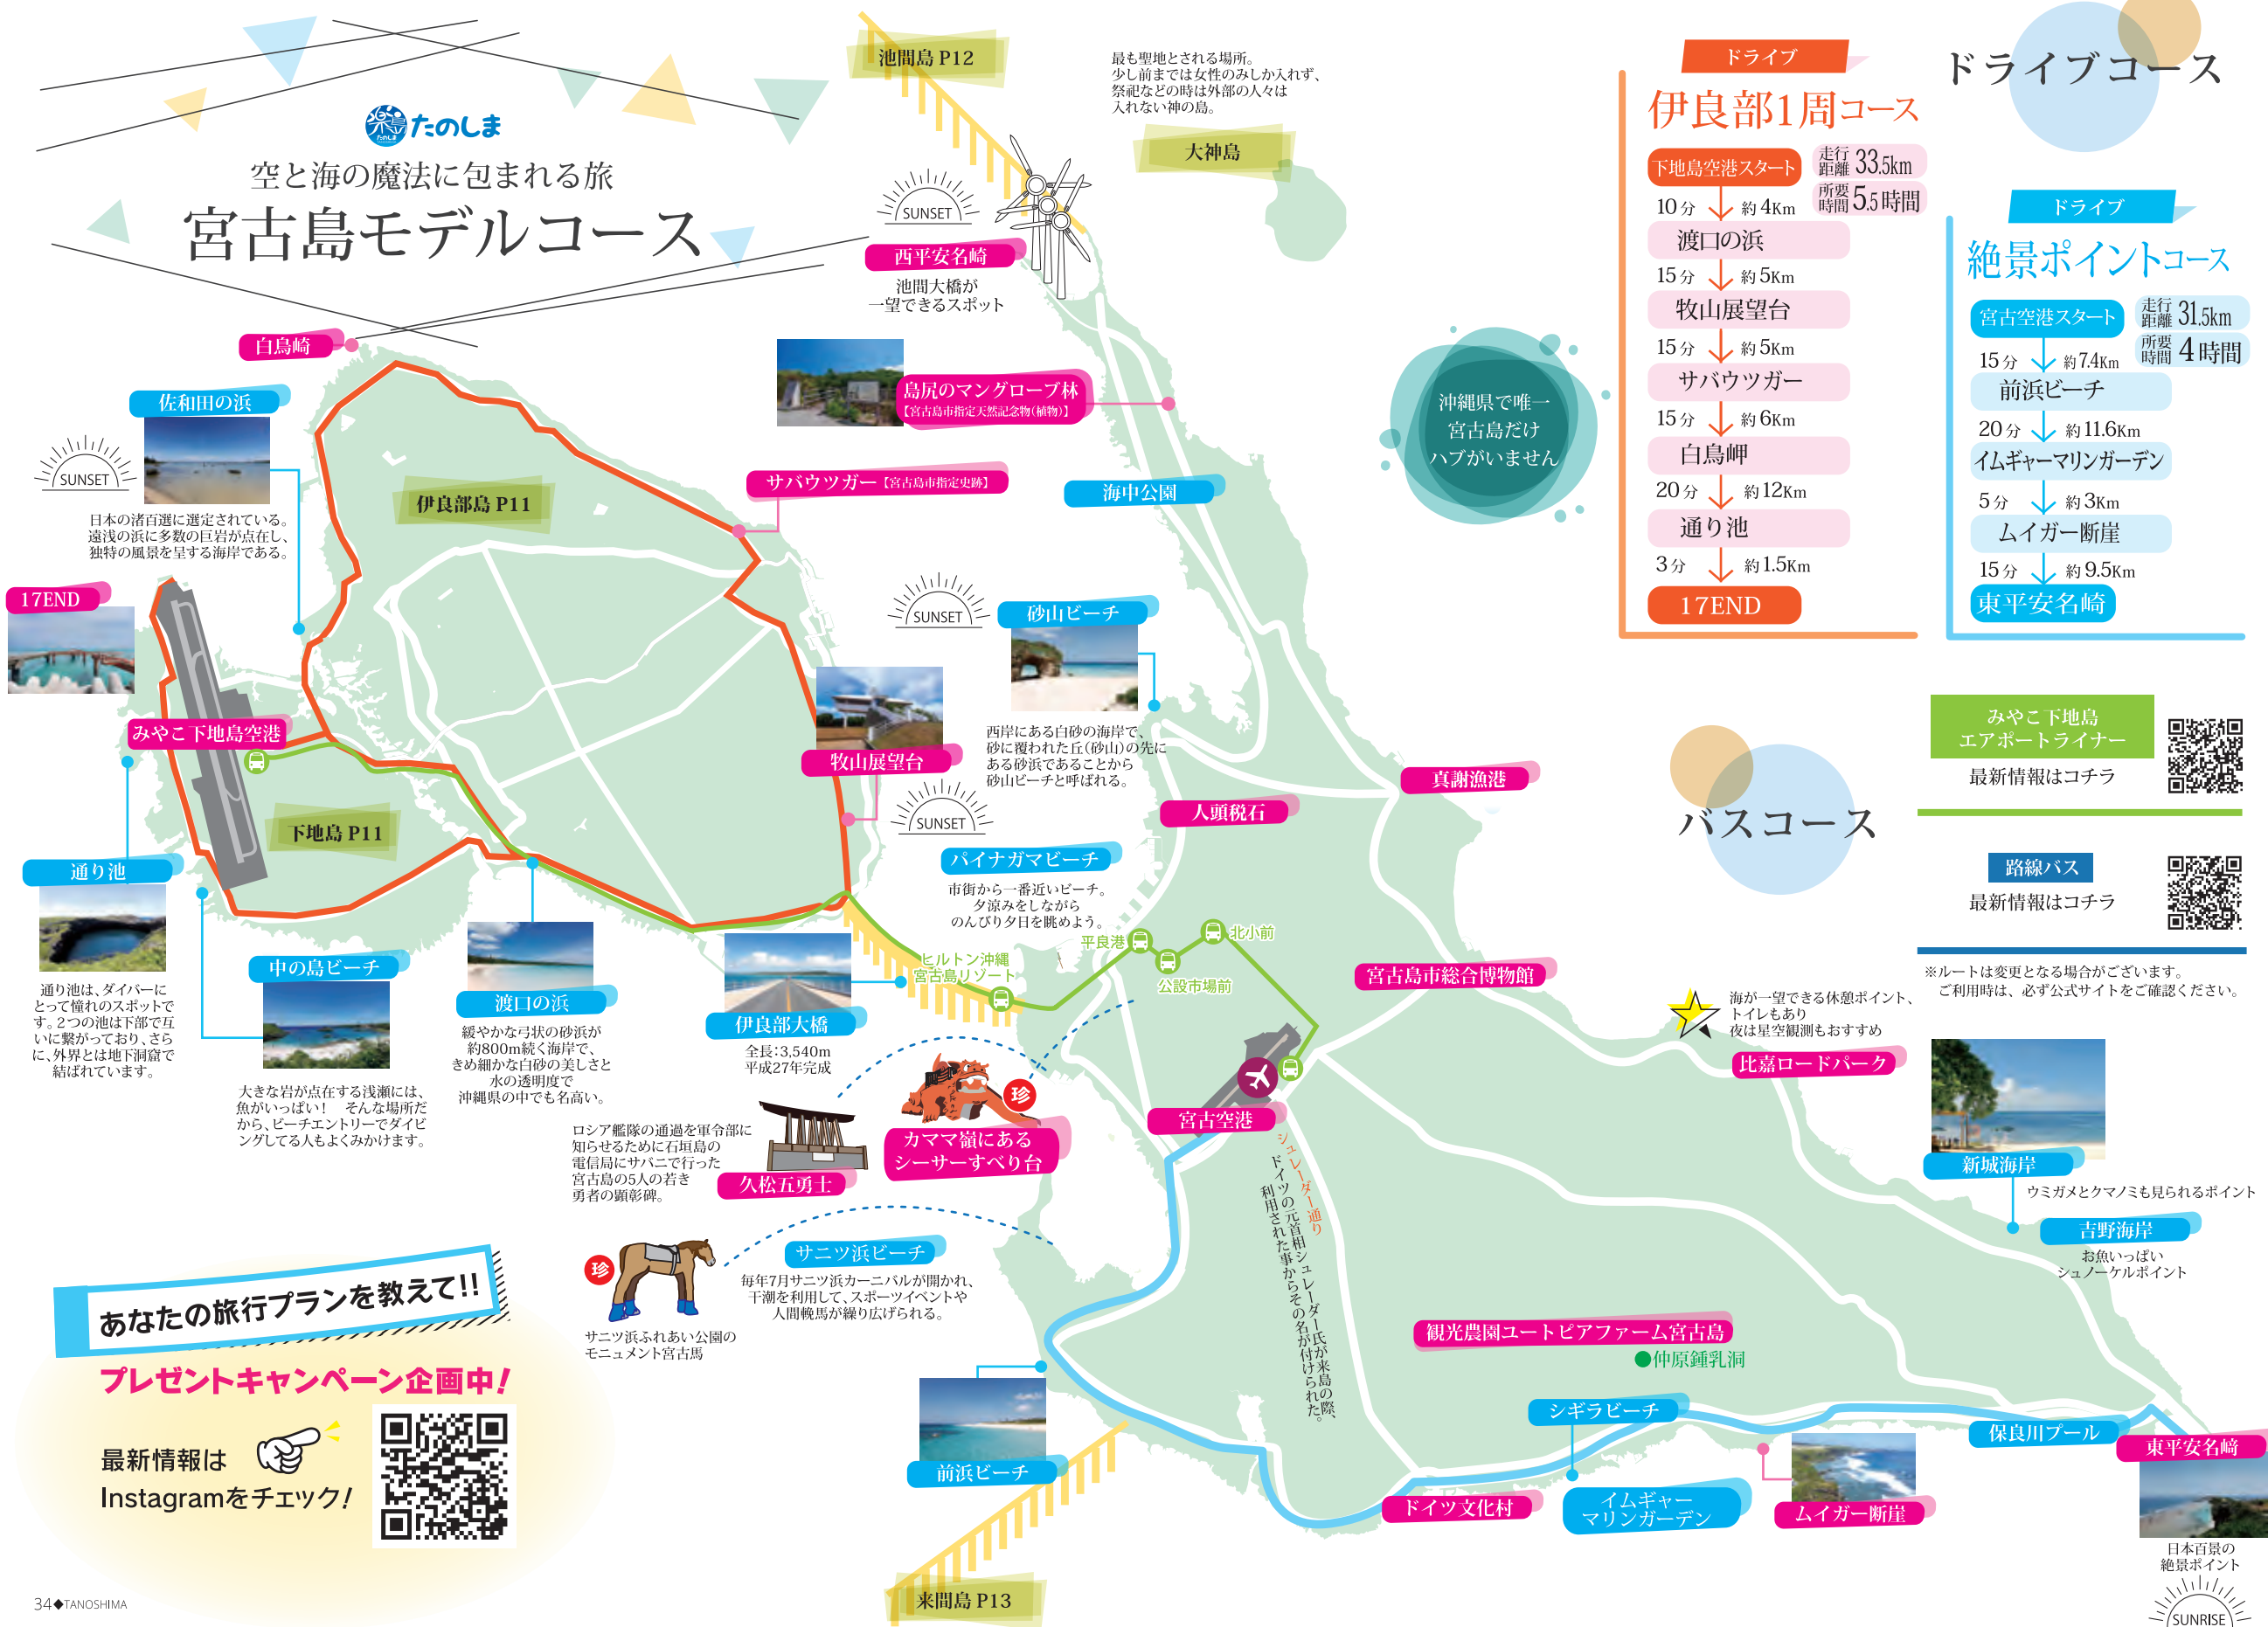 楽島
たのしま
たのしま
空と海の魔法に包まれる旅
宮古島モデルコース
池間島 P12
最も聖地とされる場所。
少し前までは女性のみしか入れず、
祭祀などの時は外部の人々は
入れない神の島。
大神島
SUNSET
西平安名崎
池間大橋が
一望できるスポット
白鳥崎
佐和田の浜
SUNSET
日本の渚百選に選定されている。
遠浅の浜に多数の巨岩が点在し、
独特の風景を呈する海岸である。
島尻のマングローブ林
【宮古島市指定天然記念物(植物)】
サバウツガー【宮古島市指定史跡】
伊良部島 P11
海中公園
沖縄県で唯一
宮古島だけ
ハブがいません
17END
みやこ下地島空港
下地島 P11
SUNSET
砂山ビーチ
西岸にある白砂の海岸で、
砂に覆われた丘(砂山)の先に
ある砂浜であることから
砂山ビーチと呼ばれる。
牧山展望台
SUNSET
真謝漁港
人頭税石
パイナガマビーチ
市街から一番近いビーチ。
夕涼みをしながら
のんびり夕日を眺めよう。
通り池
通り池は、ダイバーに
とって憧れのスポットで
す。2つの池は下部で互
いに繋がっており、さら
に、外界とは地下洞窟で
結ばれています。
中の島ビーチ
大きな岩が点在する浅瀬には、
魚がいっぱい! そんな場所だ
から、ビーチエントリーでダイビ
ングしてる人もよくみかけます。
渡口の浜
緩やかな弓状の砂浜が
約800m続く海岸で、
きめ細かな白砂の美しさと
水の透明度で
沖縄県の中でも名高い。
伊良部大橋
全長:3,540m
平成27年完成
ヒルトン沖縄
宮古島リゾート
平良港
公設市場前
北小前
宮古島市総合博物館
海が一望できる休憩ポイント、
トイレもあり
夜は星空観測もおすすめ
比嘉ロードパーク
ロシア艦隊の通過を軍令部に
知らせるために石垣島の
電信局にサバニで行った
宮古島の5人の若き
勇者の顕彰碑。
久松五勇士
珍
カママ嶺にある
シーサーすべり台
宮古空港
シュレーダー通り
ドイツの元首相シュレーダー氏が来島の際、
利用された事からその名が付けられた。
新城海岸
ウミガメとクマノミも見られるポイント
吉野海岸
お魚いっぱい
シュノーケルポイント
珍
サニツ浜ふれあい公園の
モニュメント宮古馬
サニツ浜ビーチ
毎年7月サニツ浜カーニバルが開かれ、
干潮を利用して、スポーツイベントや
人間輓馬が繰り広げられる。
観光農園ユートピアファーム宮古島
●仲原鍾乳洞
前浜ビーチ
シギラビーチ
保良川プール
東平安名崎
ドイツ文化村
イムギャー
マリンガーデン
ムイガー断崖
日本百景の
絶景ポイント
SUNRISE
来間島 P13
あなたの旅行プランを教えて!!
プレゼントキャンペーン企画中!
最新情報は
Instagramをチェック!
34◆TANOSHIMA
ドライブコース
ドライブ
伊良部1周コース
下地島空港スタート
走行距離 33.5km
所要時間 5.5時間
10分 約4Km
渡口の浜
15分 約5Km
牧山展望台
15分 約5Km
サバウツガー
15分 約6Km
白鳥岬
20分 約12Km
通り池
3分 約1.5Km
17END
ドライブ
絶景ポイントコース
宮古空港スタート
走行距離 31.5km
所要時間 4時間
15分 約7.4Km
前浜ビーチ
20分 約11.6Km
イムギャーマリンガーデン
5分 約3Km
ムイガー断崖
15分 約9.5Km
東平安名崎
バスコース
みやこ下地島
エアポートライナー
最新情報はコチラ
路線バス
最新情報はコチラ
※ルートは変更となる場合がございます。
ご利用時は、必ず公式サイトをご確認ください。